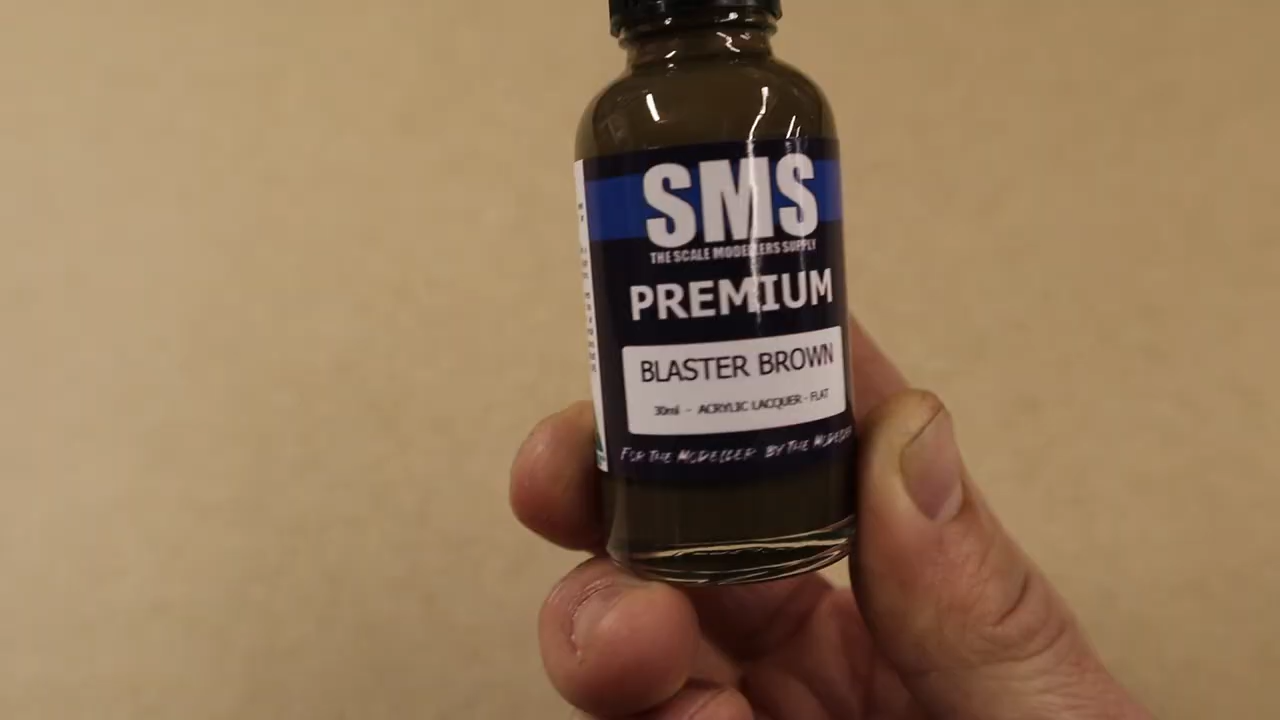 SMS
THE SCALE MODELLERS SUPPLY
PREMIUM
BLASTER BROWN
30ml - ACRYLIC LACQUER - FLAT
FOR THE MODELLER BY THE MODELLER